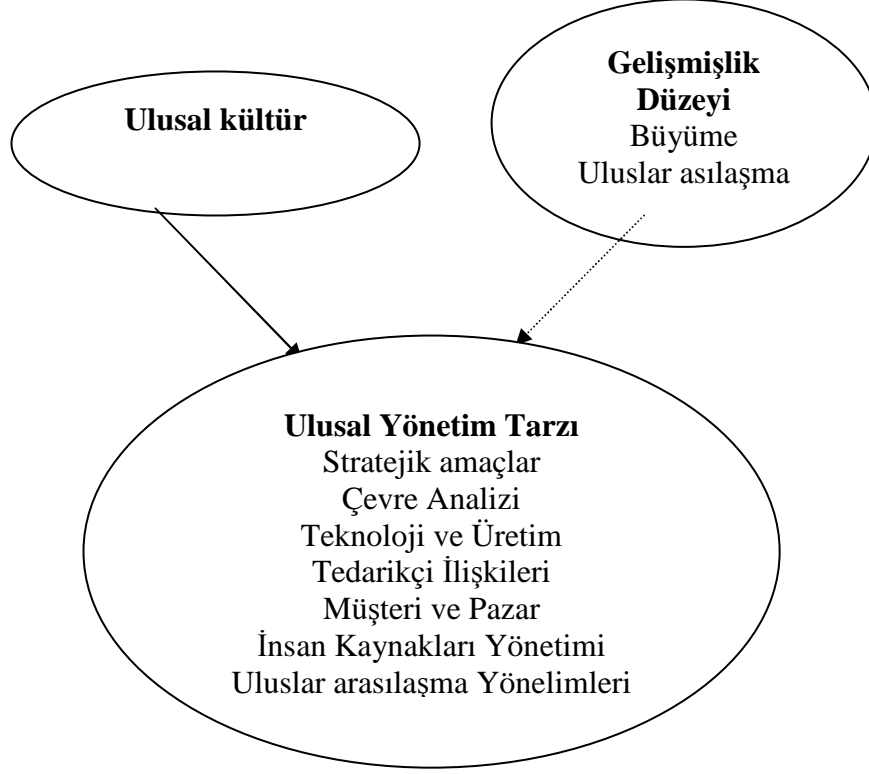 Ulusal kültür
Gelişmişlik
Düzeyi
Büyüme
Uluslar asılaşma
Ulusal Yönetim Tarzı
Stratejik amaçlar
Çevre Analizi
Teknoloji ve Üretim
Tedarikçi İlişkileri
Müşteri ve Pazar
İnsan Kaynakları Yönetimi
Uluslar arasılaşma Yönelimleri